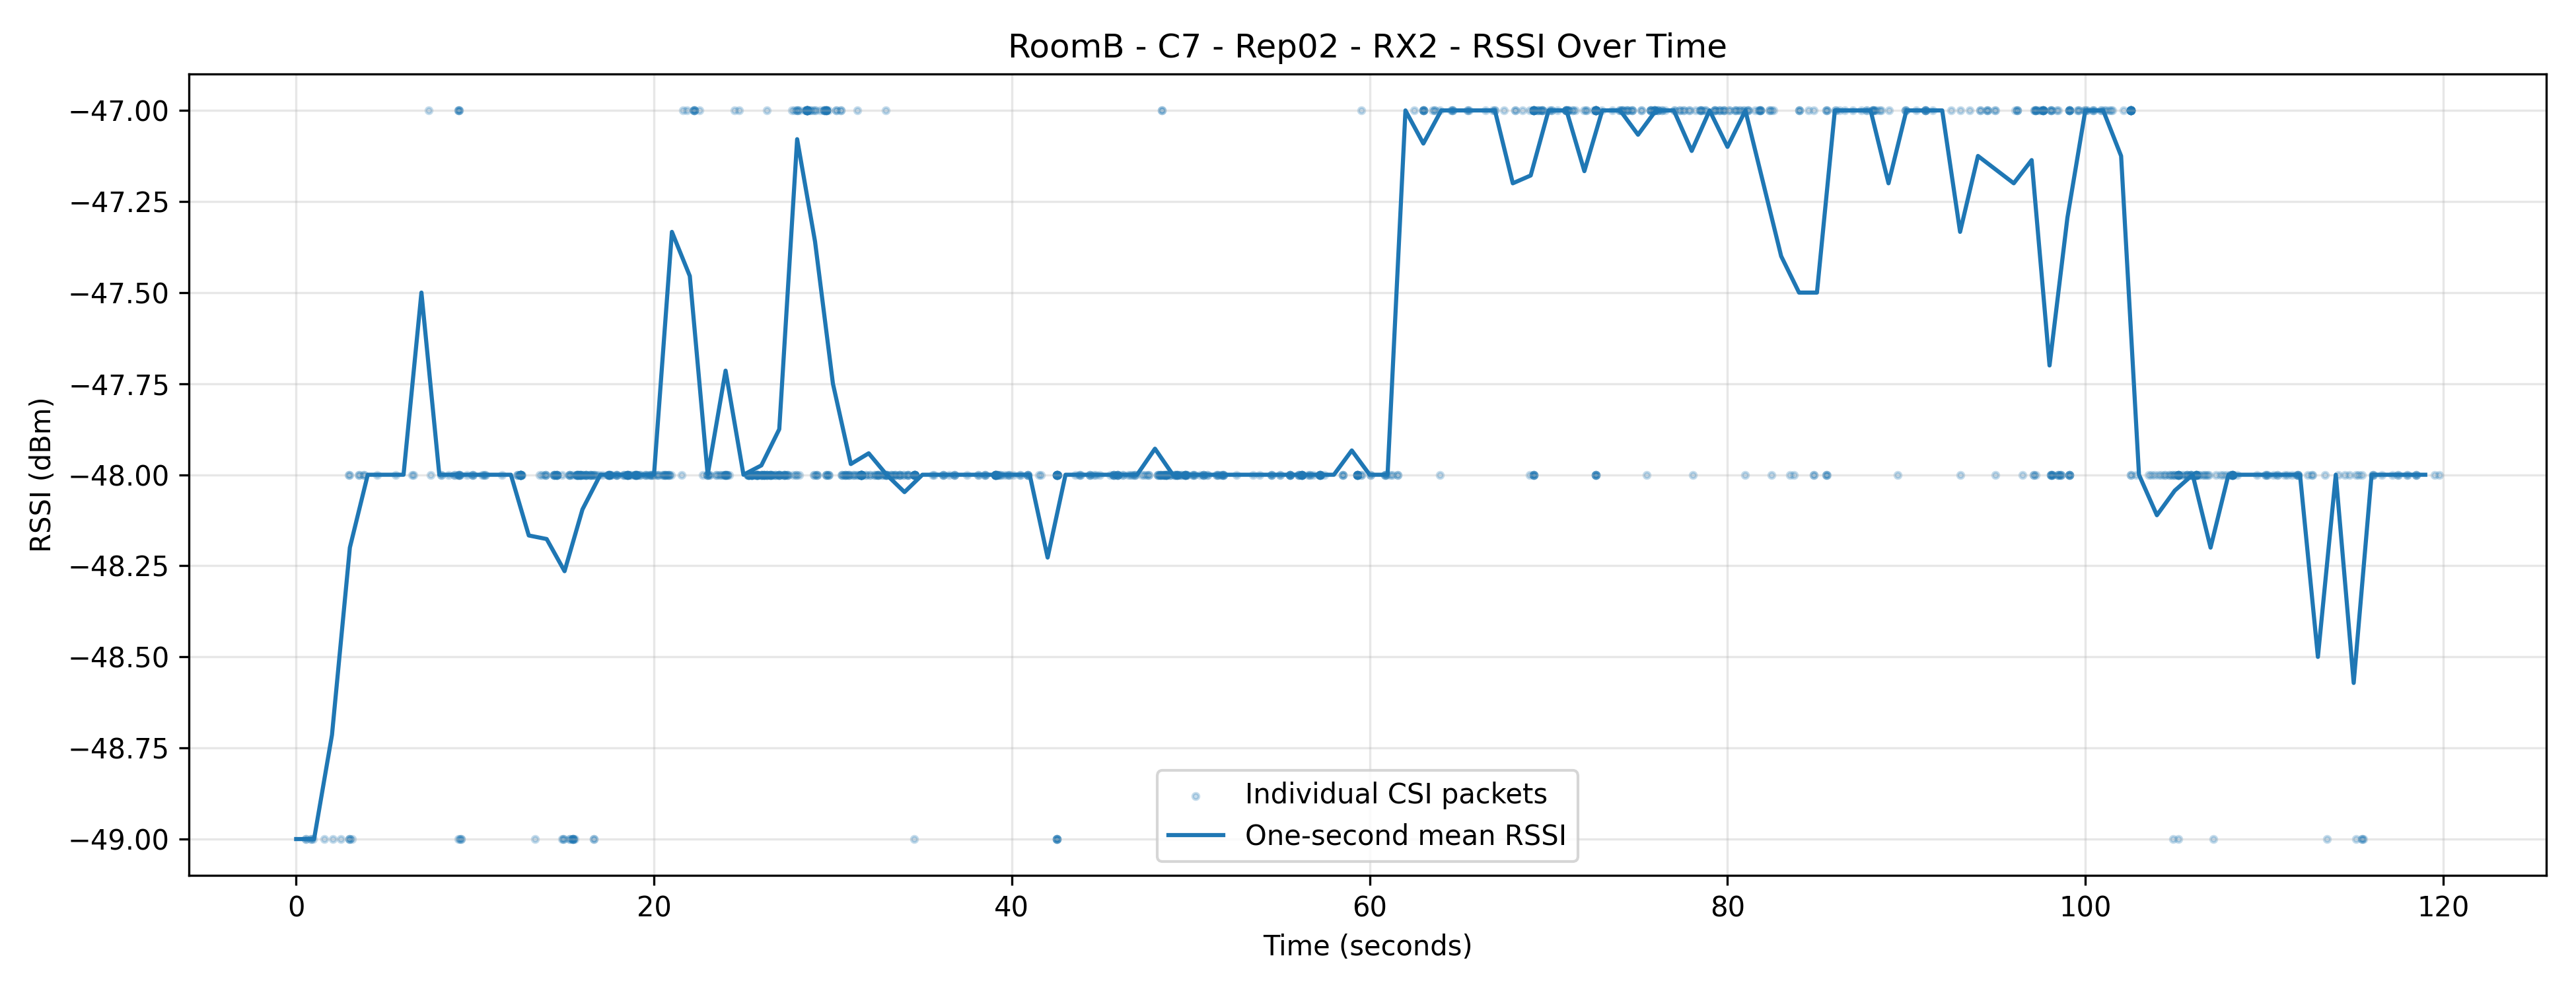 RoomB - C7 - Rep02 - RX2 - RSSI Over Time
−47.00
−47.25
−47.50
−47.75
−48.00
−48.25
−48.50
−48.75
−49.00
RSSI (dBm)
Individual CSI packets
One-second mean RSSI
0 20 40 60 80 100 120
Time (seconds)